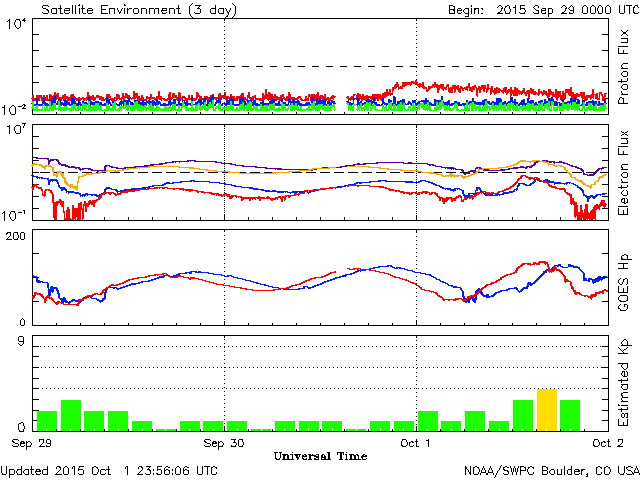 Satellite Environment (3 day) Begin: 2015 Sep 29 0000 UTC
10⁴
Proton Flux
10⁻²
10⁷
Electron Flux
10⁻¹
200
GOES Hp
0
9
Estimated Kp
0
Sep 29 Sep 30 Oct 1 Oct 2
Universal Time
Updated 2015 Oct 1 23:56:06 UTC NOAA/SWPC Boulder, CO USA